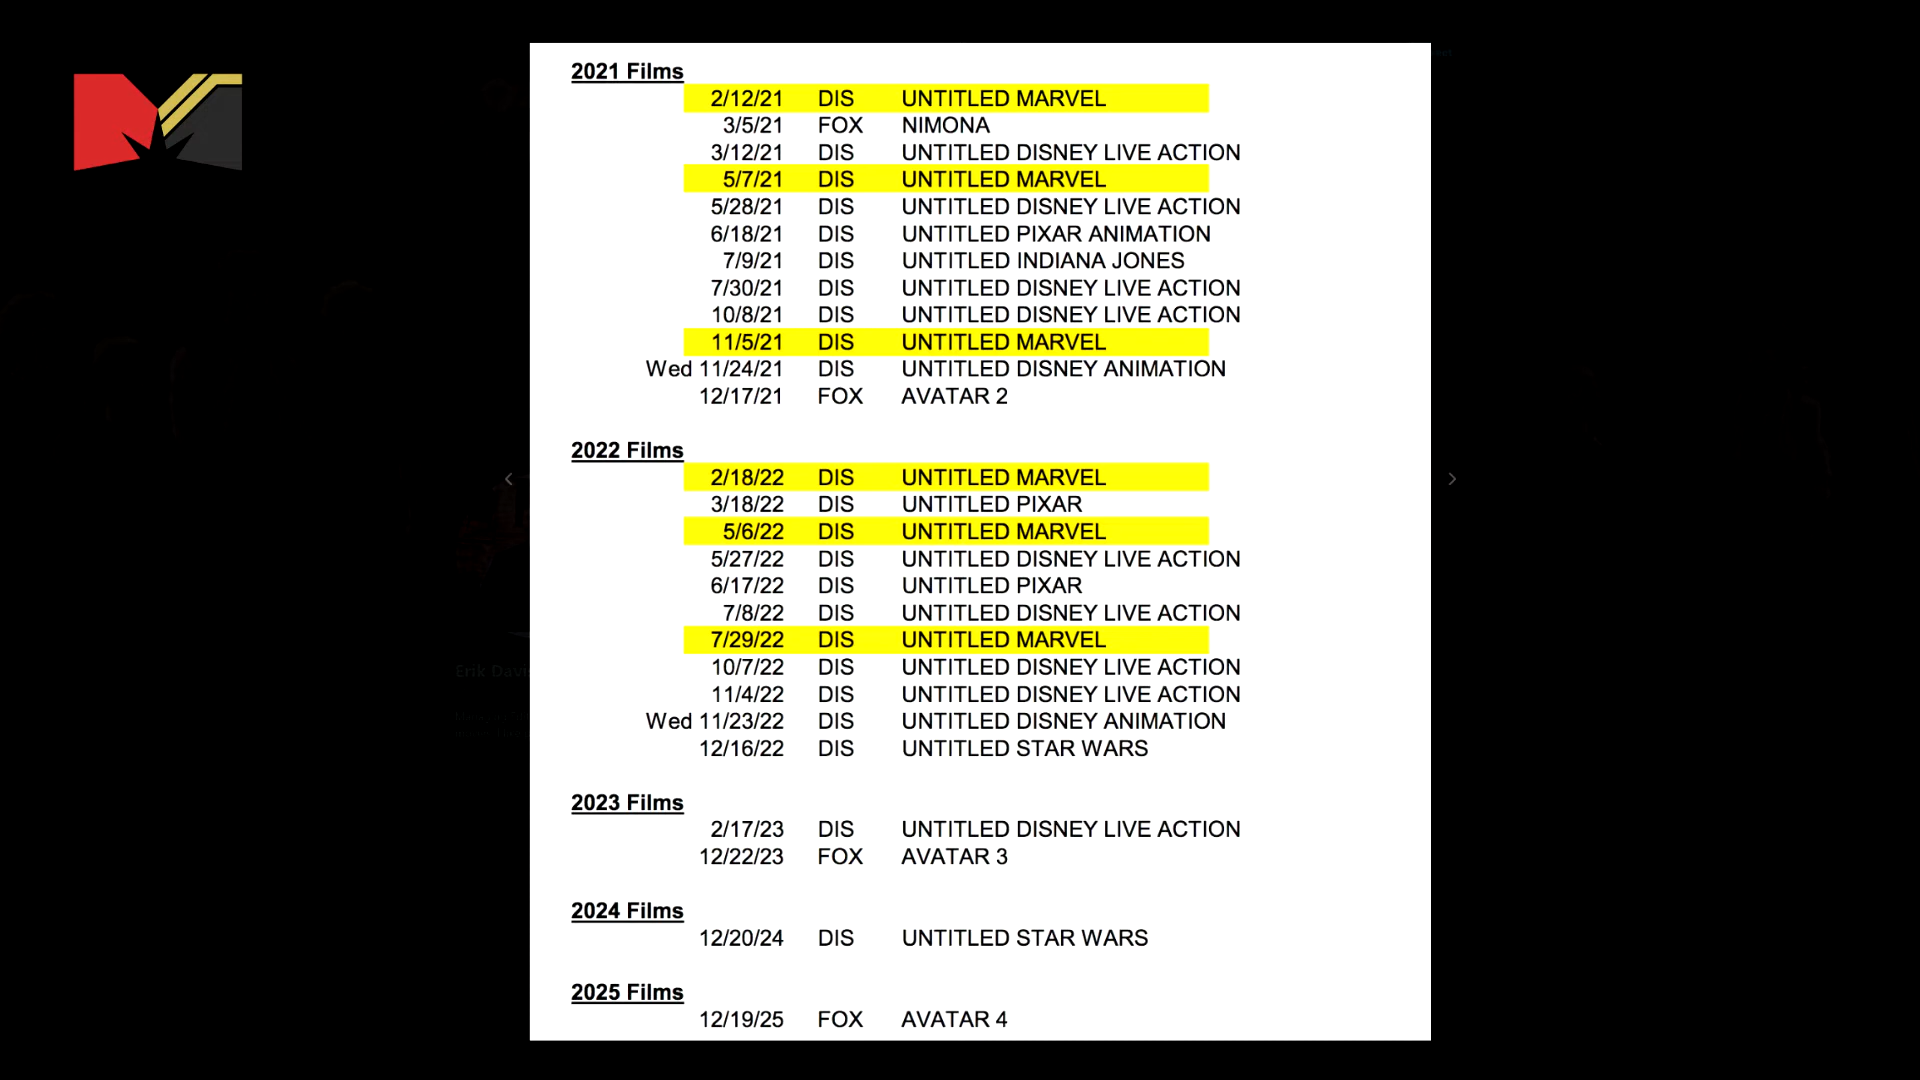 2021 Films
2/12/21 DIS UNTITLED MARVEL
3/5/21 FOX NIMONA
3/12/21 DIS UNTITLED DISNEY LIVE ACTION
5/7/21 DIS UNTITLED MARVEL
5/28/21 DIS UNTITLED DISNEY LIVE ACTION
6/18/21 DIS UNTITLED PIXAR ANIMATION
7/9/21 DIS UNTITLED INDIANA JONES
7/30/21 DIS UNTITLED DISNEY LIVE ACTION
10/8/21 DIS UNTITLED DISNEY LIVE ACTION
11/5/21 DIS UNTITLED MARVEL
Wed 11/24/21 DIS UNTITLED DISNEY ANIMATION
12/17/21 FOX AVATAR 2
2022 Films
2/18/22 DIS UNTITLED MARVEL
3/18/22 DIS UNTITLED PIXAR
5/6/22 DIS UNTITLED MARVEL
5/27/22 DIS UNTITLED DISNEY LIVE ACTION
6/17/22 DIS UNTITLED PIXAR
7/8/22 DIS UNTITLED DISNEY LIVE ACTION
7/29/22 DIS UNTITLED MARVEL
10/7/22 DIS UNTITLED DISNEY LIVE ACTION
Erik
11/4/22 DIS UNTITLED DISNEY LIVE ACTION
Wed 11/23/22 DIS UNTITLED DISNEY ANIMATION
12/16/22 DIS UNTITLED STAR WARS
2023 Films
2/17/23 DIS UNTITLED DISNEY LIVE ACTION
12/22/23 FOX AVATAR 3
2024 Films
12/20/24 DIS UNTITLED STAR WARS
2025 Films
12/19/25 FOX AVATAR 4